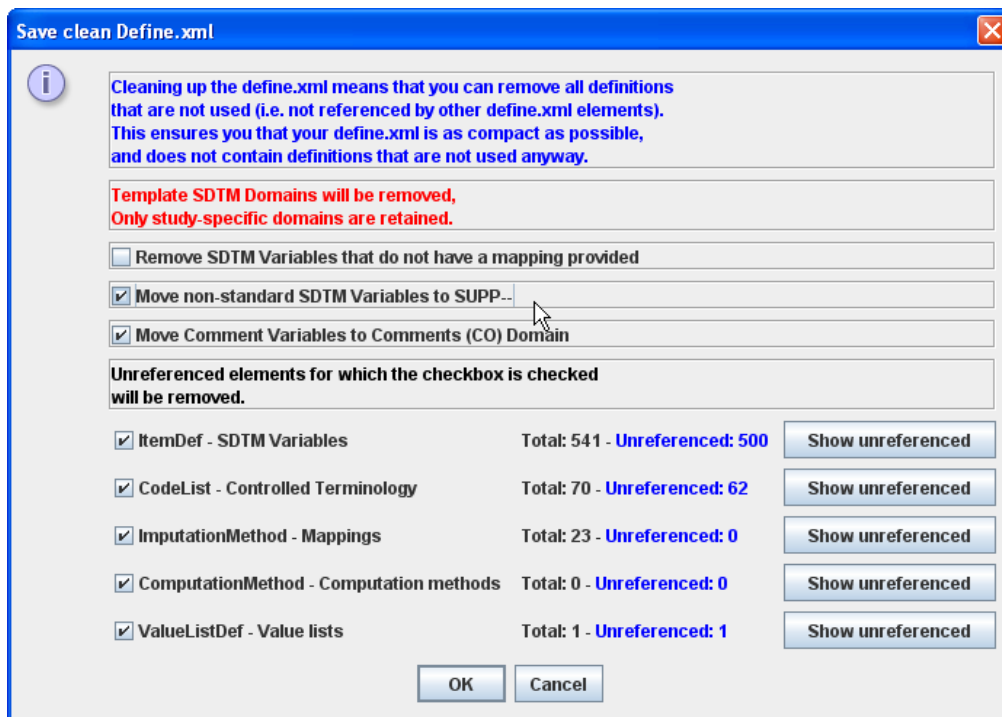 Save clean Define.xml
Cleaning up the define.xml means that you can remove all definitions
that are not used (i.e. not referenced by other define.xml elements).
This ensures you that your define.xml is as compact as possible,
and does not contain definitions that are not used anyway.
Template SDTM Domains will be removed,
Only study-specific domains are retained.
Remove SDTM Variables that do not have a mapping provided
Move non-standard SDTM Variables to SUPP--
Move Comment Variables to Comments (CO) Domain
Unreferenced elements for which the checkbox is checked
will be removed.
ItemDef - SDTM Variables Total: 541 - Unreferenced: 500 Show unreferenced
CodeList - Controlled Terminology Total: 70 - Unreferenced: 62 Show unreferenced
ImputationMethod - Mappings Total: 23 - Unreferenced: 0 Show unreferenced
ComputationMethod - Computation methods Total: 0 - Unreferenced: 0 Show unreferenced
ValueListDef - Value lists Total: 1 - Unreferenced: 1 Show unreferenced
OK Cancel